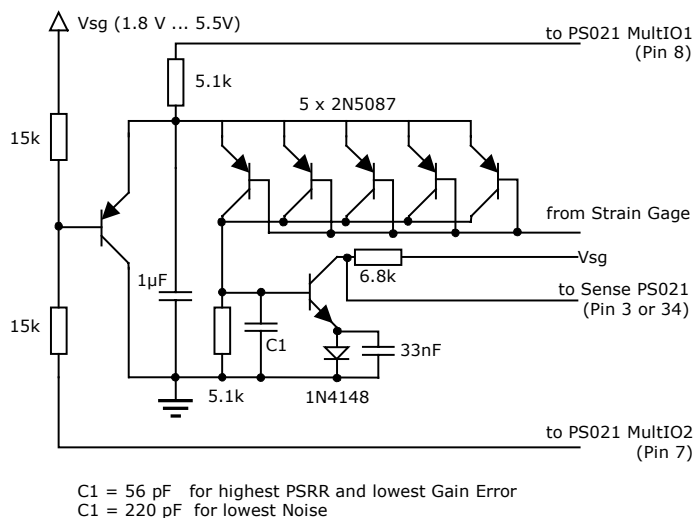 Vsg (1.8 V ... 5.5V)
to PS021 MultIO1
(Pin 8)
5.1k
5 x 2N5087
15k
from Strain Gage
Vsg
6.8k
1µF
to Sense PS021
(Pin 3 or 34)
15k
C1
33nF
5.1k
1N4148
to PS021 MultIO2
(Pin 7)
C1 = 56 pF for highest PSRR and lowest Gain Error
C1 = 220 pF for lowest Noise